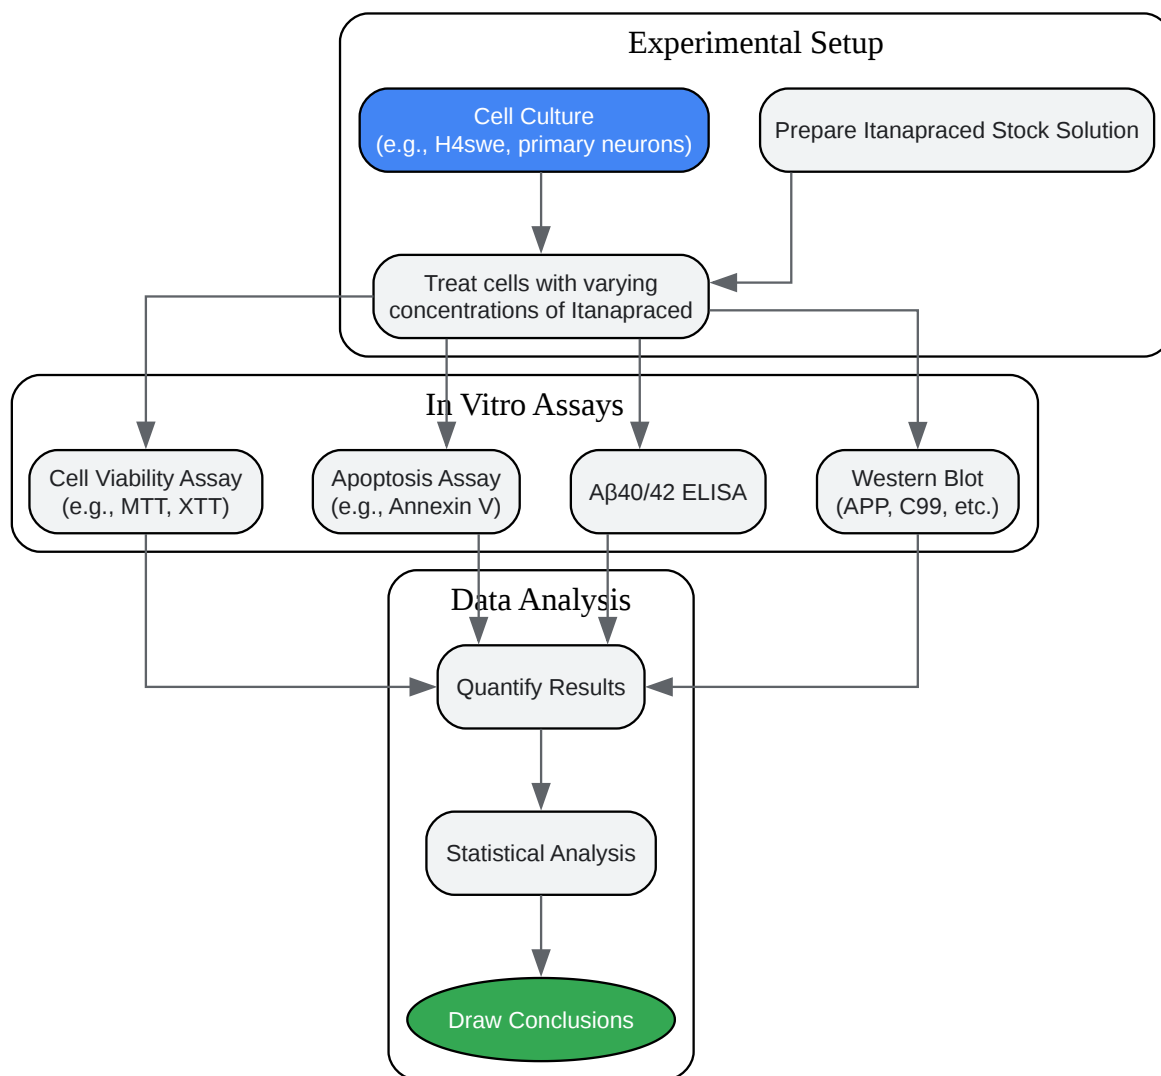 Experimental Setup
Cell Culture
(e.g., H4swe, primary neurons)
Prepare Itanapraced Stock Solution
Treat cells with varying
concentrations of Itanapraced
In Vitro Assays
Cell Viability Assay
(e.g., MTT, XTT)
Apoptosis Assay
(e.g., Annexin V)
Aβ40/42 ELISA
Western Blot
(APP, C99, etc.)
Data Analysis
Quantify Results
Statistical Analysis
Draw Conclusions